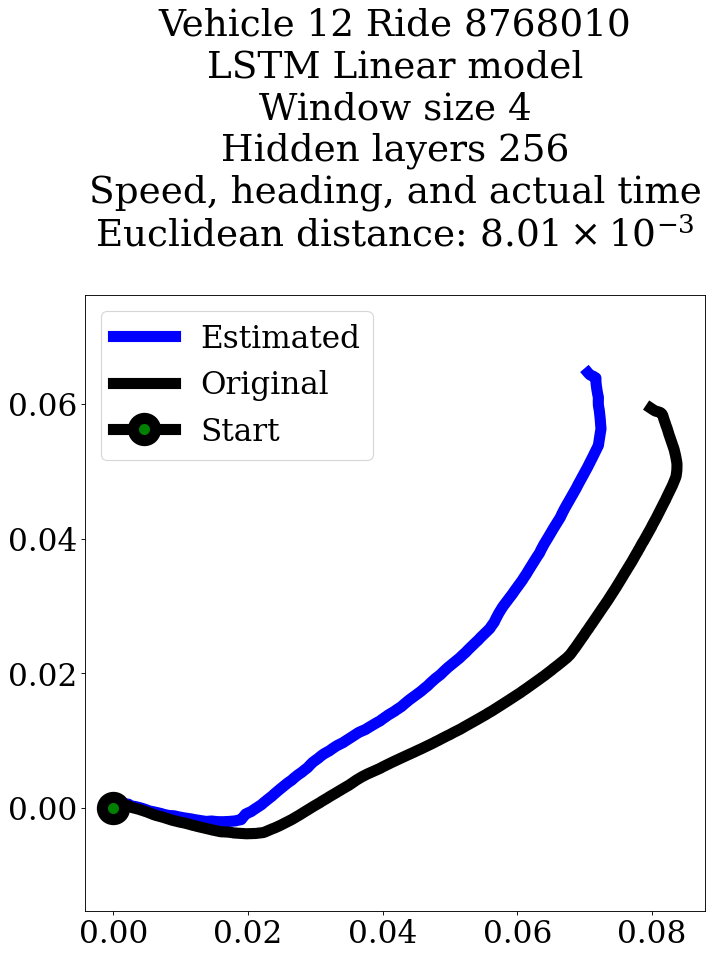 Vehicle 12 Ride 8768010
LSTM Linear model
Window size 4
Hidden layers 256
Speed, heading, and actual time
Euclidean distance: 8.01 × 10⁻³
Estimated
Original
Start
0.06
0.04
0.02
0.00
0.00 0.02 0.04 0.06 0.08